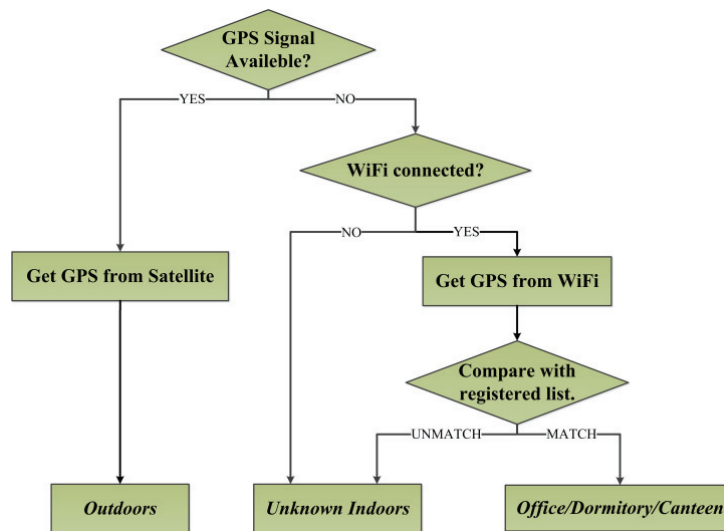 GPS Signal
Availeble?
YES
NO
WiFi connected?
NO
YES
Get GPS from Satellite
Get GPS from WiFi
Compare with
registered list.
UNMATCH
MATCH
Outdoors
Unknown Indoors
Office/Dormitory/Canteen